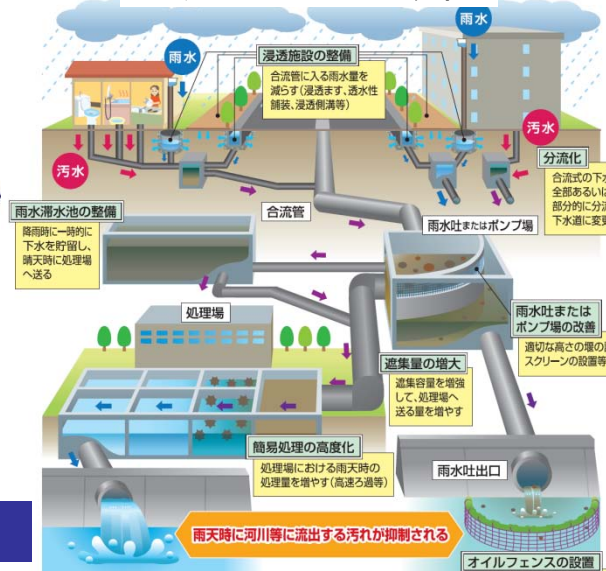 雨水
雨水
浸透施設の整備
合流管に入る雨水量を
減らす(浸透ます、透水性
舗装、浸透側溝等)
汚水
汚水
分流化
合流式の下水
全部あるいは
部分的に分流
下水道に変更
雨水滞水池の整備
降雨時に一時的に
下水を貯留し、
晴天時に処理場
へ送る
合流管
雨水吐またはポンプ場
処理場
雨水吐または
ポンプ場の改善
適切な高さの堰の設
スクリーンの設置等
遮集量の増大
遮集容量を増強
して、処理場へ
送る量を増やす
簡易処理の高度化
処理場における雨天時の
処理量を増やす(高速ろ過等)
雨水吐出口
雨天時に河川等に流出する汚れが抑制される
オイルフェンスの設置